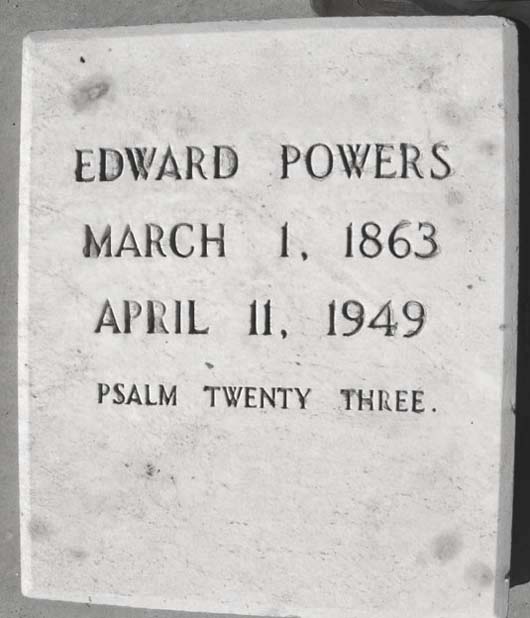 EDWARD POWERS
MARCH 1, 1863
APRIL 11, 1949
PSALM TWENTY THREE.